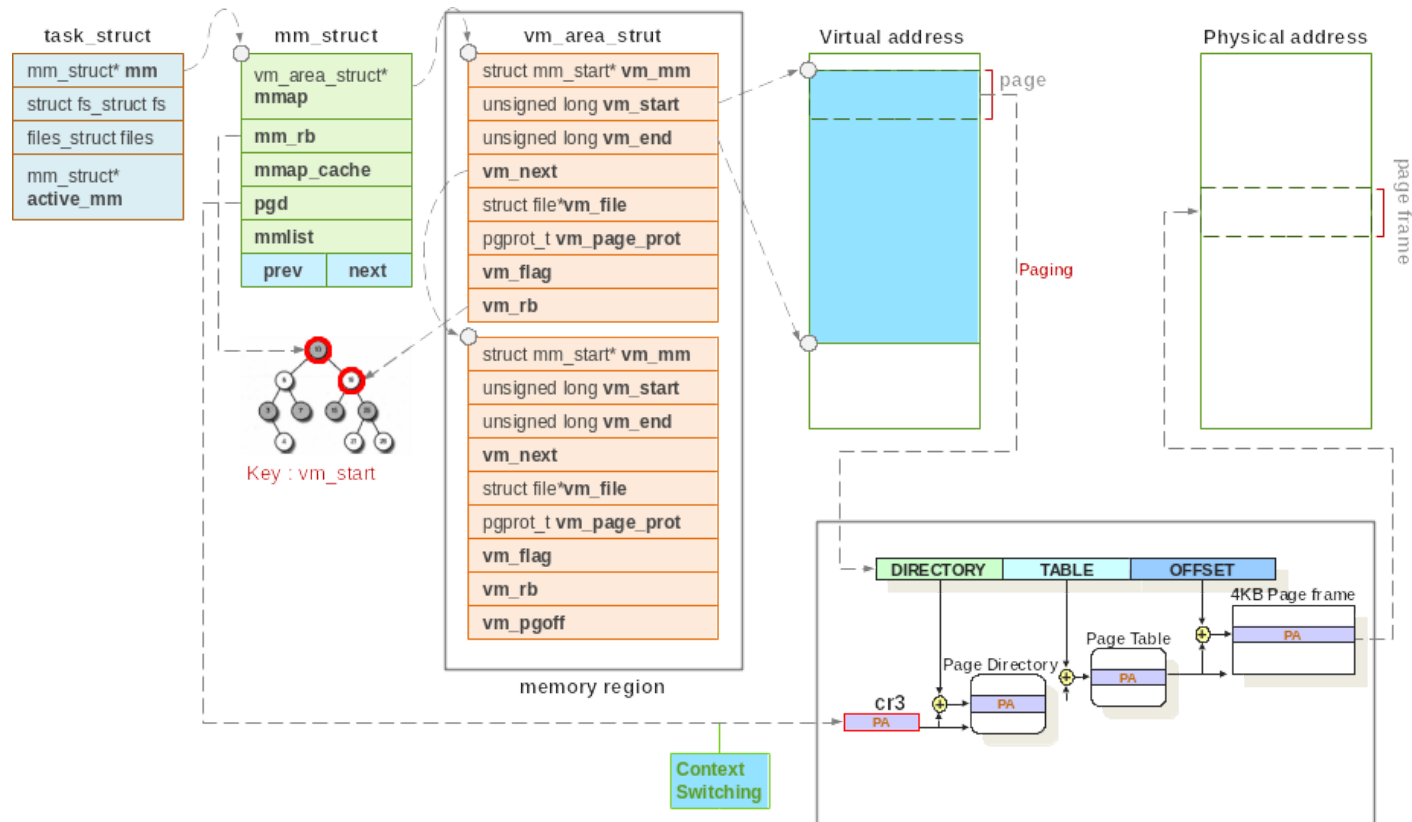 task_struct
mm_struct* mm
struct fs_struct fs
files_struct files
mm_struct*
active_mm
mm_struct
vm_area_struct*
mmap
mm_rb
mmap_cache
pgd
mmlist
prev next
Key : vm_start
vm_area_strut
struct mm_start* vm_mm
unsigned long vm_start
unsigned long vm_end
vm_next
struct file*vm_file
pgprot_t vm_page_prot
vm_flag
vm_rb
struct mm_start* vm_mm
unsigned long vm_start
unsigned long vm_end
vm_next
struct file*vm_file
pgprot_t vm_page_prot
vm_flag
vm_rb
vm_pgoff
memory region
Virtual address
page
Paging
Physical address
page frame
DIRECTORY TABLE OFFSET
4KB Page frame
PA
Page Table
PA
Page Directory
PA
cr3
PA
Context
Switching